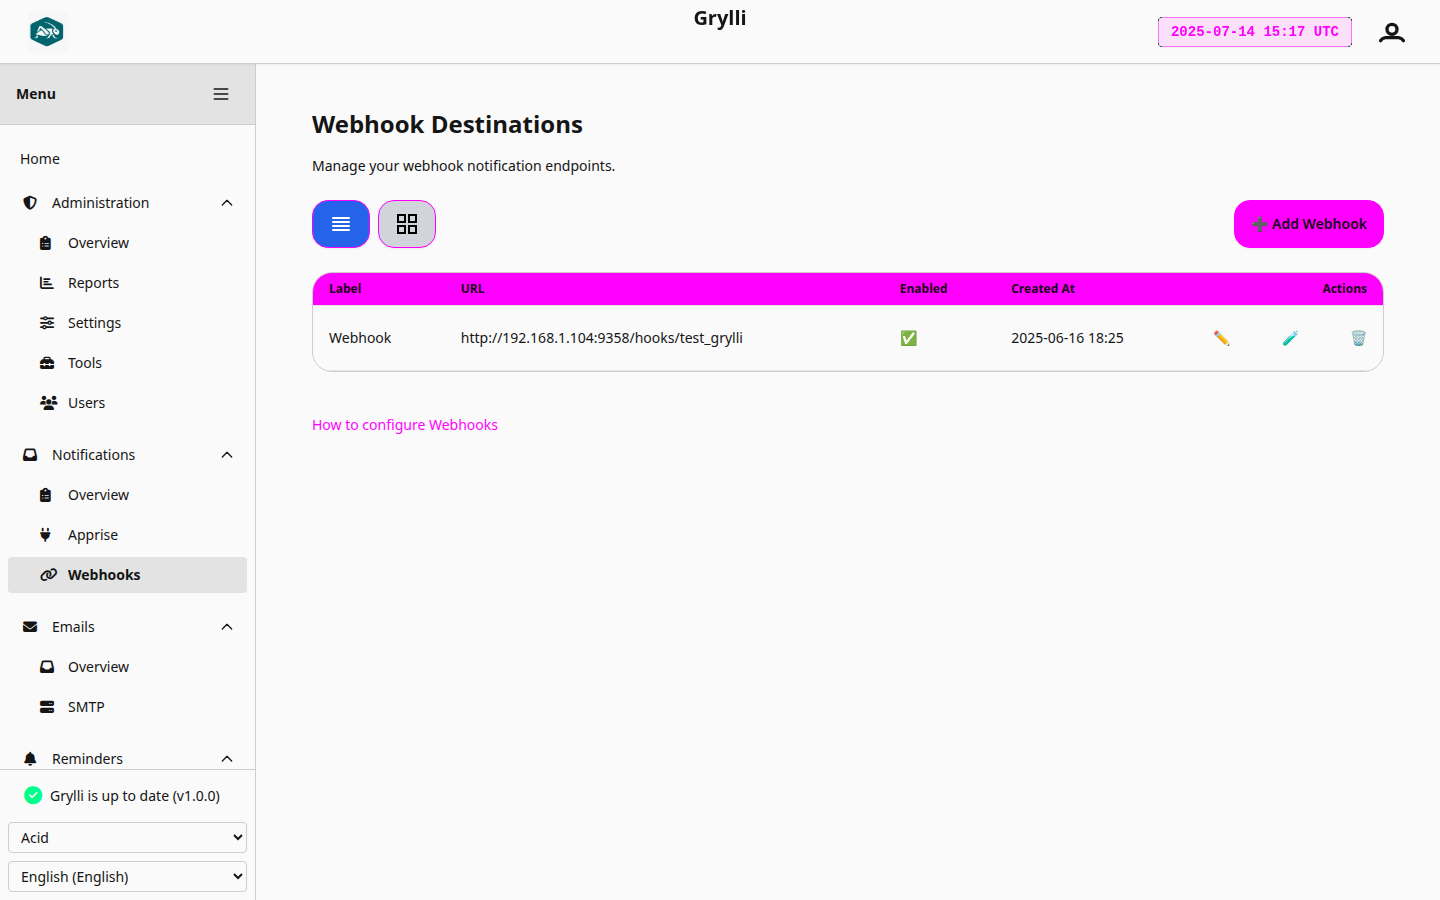 Grylli
2025-07-14 15:17 UTC
Menu
Home
Administration
Overview
Reports
Settings
Tools
Users
Notifications
Overview
Apprise
Webhooks
Emails
Overview
SMTP
Reminders
Grylli is up to date (v1.0.0)
Acid
English (English)
Webhook Destinations
Manage your webhook notification endpoints.
➕ Add Webhook
Label URL Enabled Created At Actions
Webhook http://192.168.1.104:9358/hooks/test_grylli ✅ 2025-06-16 18:25 ✏️ 🧪 🗑️
How to configure Webhooks